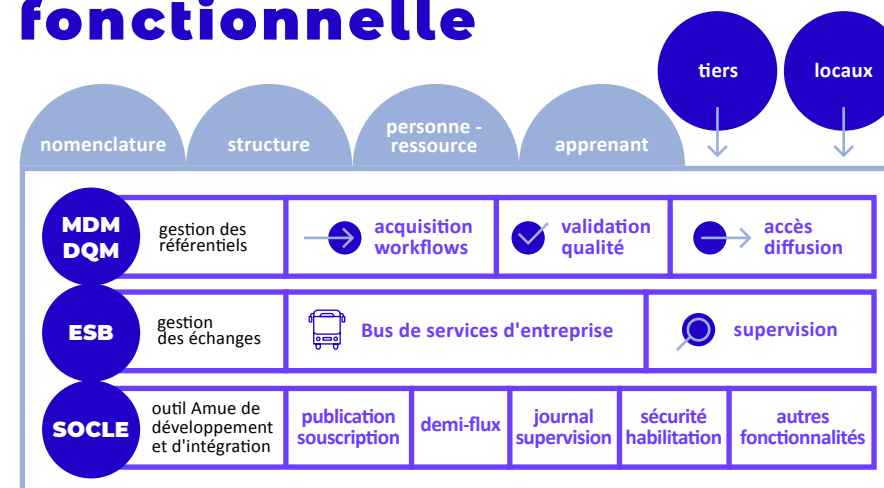 fonctionnelle
tiers
locaux
nomenclature
structure
personne -
ressource
apprenant
MDM
DQM
gestion des
référentiels
acquisition
workflows
validation
qualité
accès
diffusion
ESB
gestion
des échanges
Bus de services d'entreprise
supervision
SOCLE
outil Amue de
développement
et d'intégration
publication
souscription
demi-flux
journal
supervision
sécurité
habilitation
autres
fonctionnalités